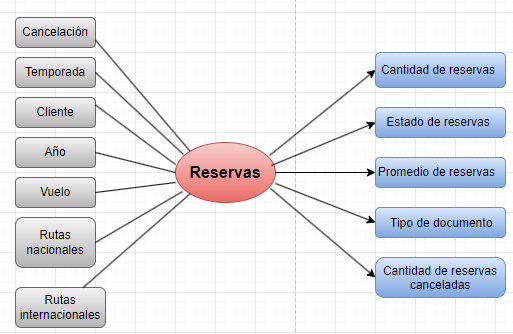 Cancelación
Temporada
Cliente
Año
Vuelo
Rutas
nacionales
Rutas
internacionales
Reservas
Cantidad de reservas
Estado de reservas
Promedio de reservas
Tipo de documento
Cantidad de reservas
canceladas